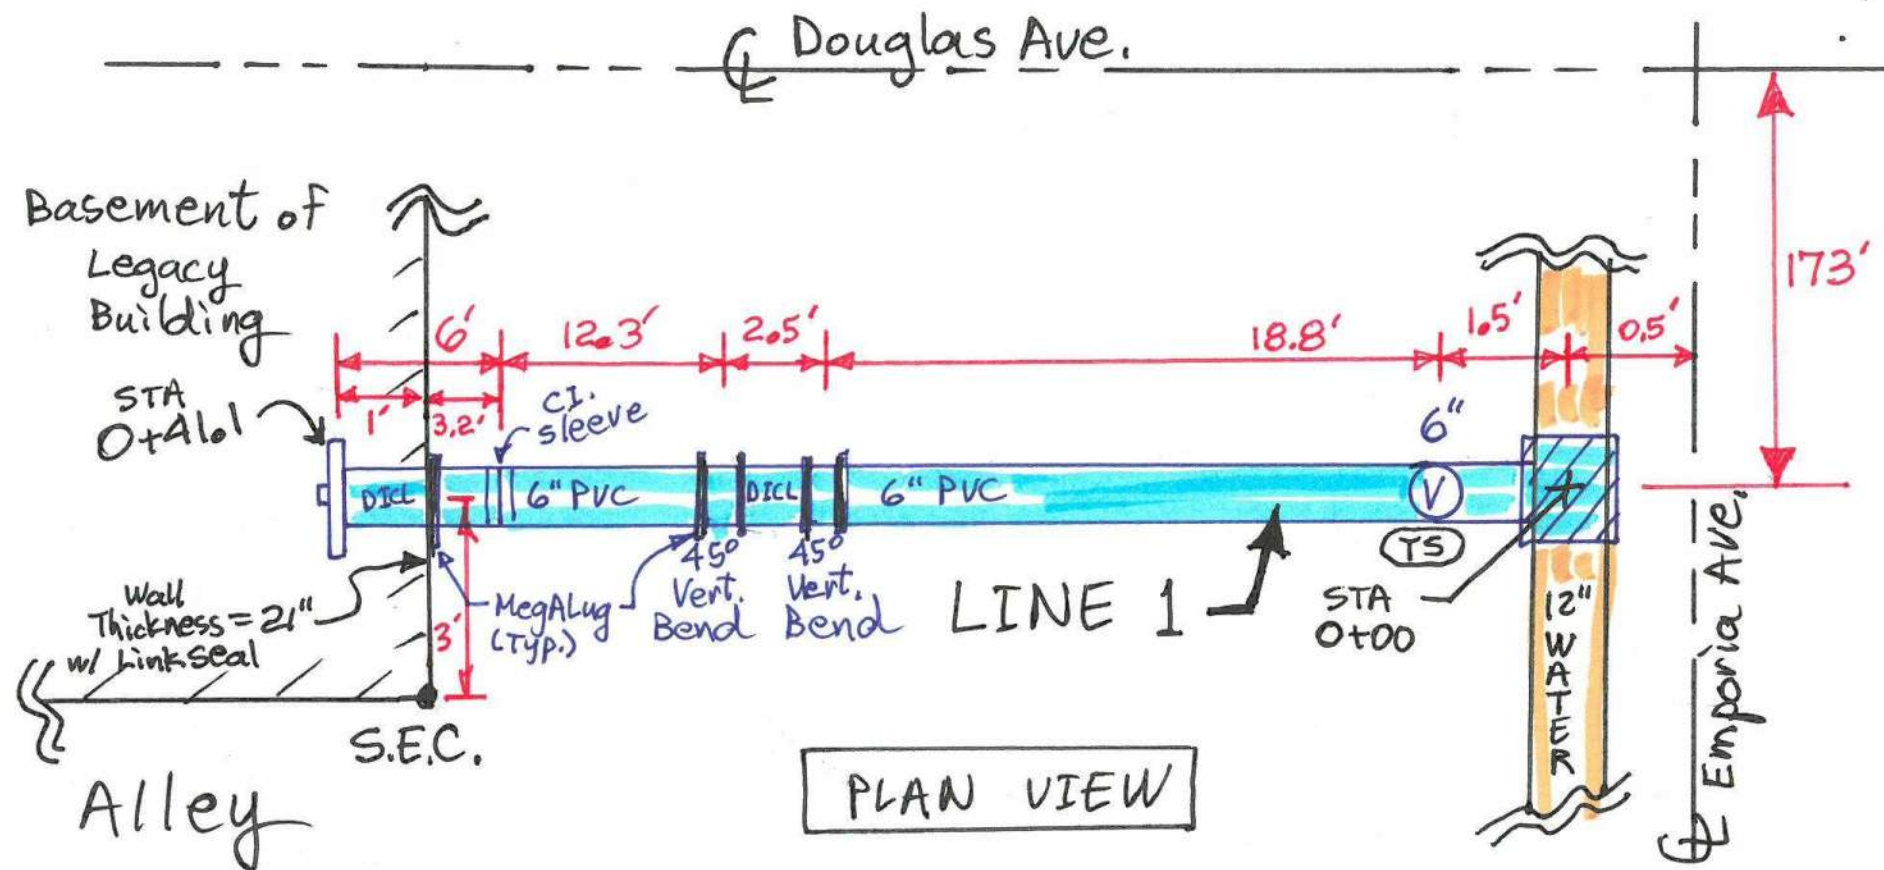 ℄ Douglas Ave.
Basement of
Legacy
Building
173'
6'
12.3'
2.5'
18.8'
1.5'
0.5'
STA
0+41.1
1'
3.2'
C.I.
sleeve
6"
DICL
6" PVC
DICL
6" PVC
V
TS
45°
Vert.
Bend
45°
Vert.
Bend
MegALug
(Typ.)
LINE 1
STA
0+00
Wall
Thickness = 21"
w/ Link seal
3'
12" WATER
℄ Emporia Ave.
S.E.C.
Alley
PLAN VIEW